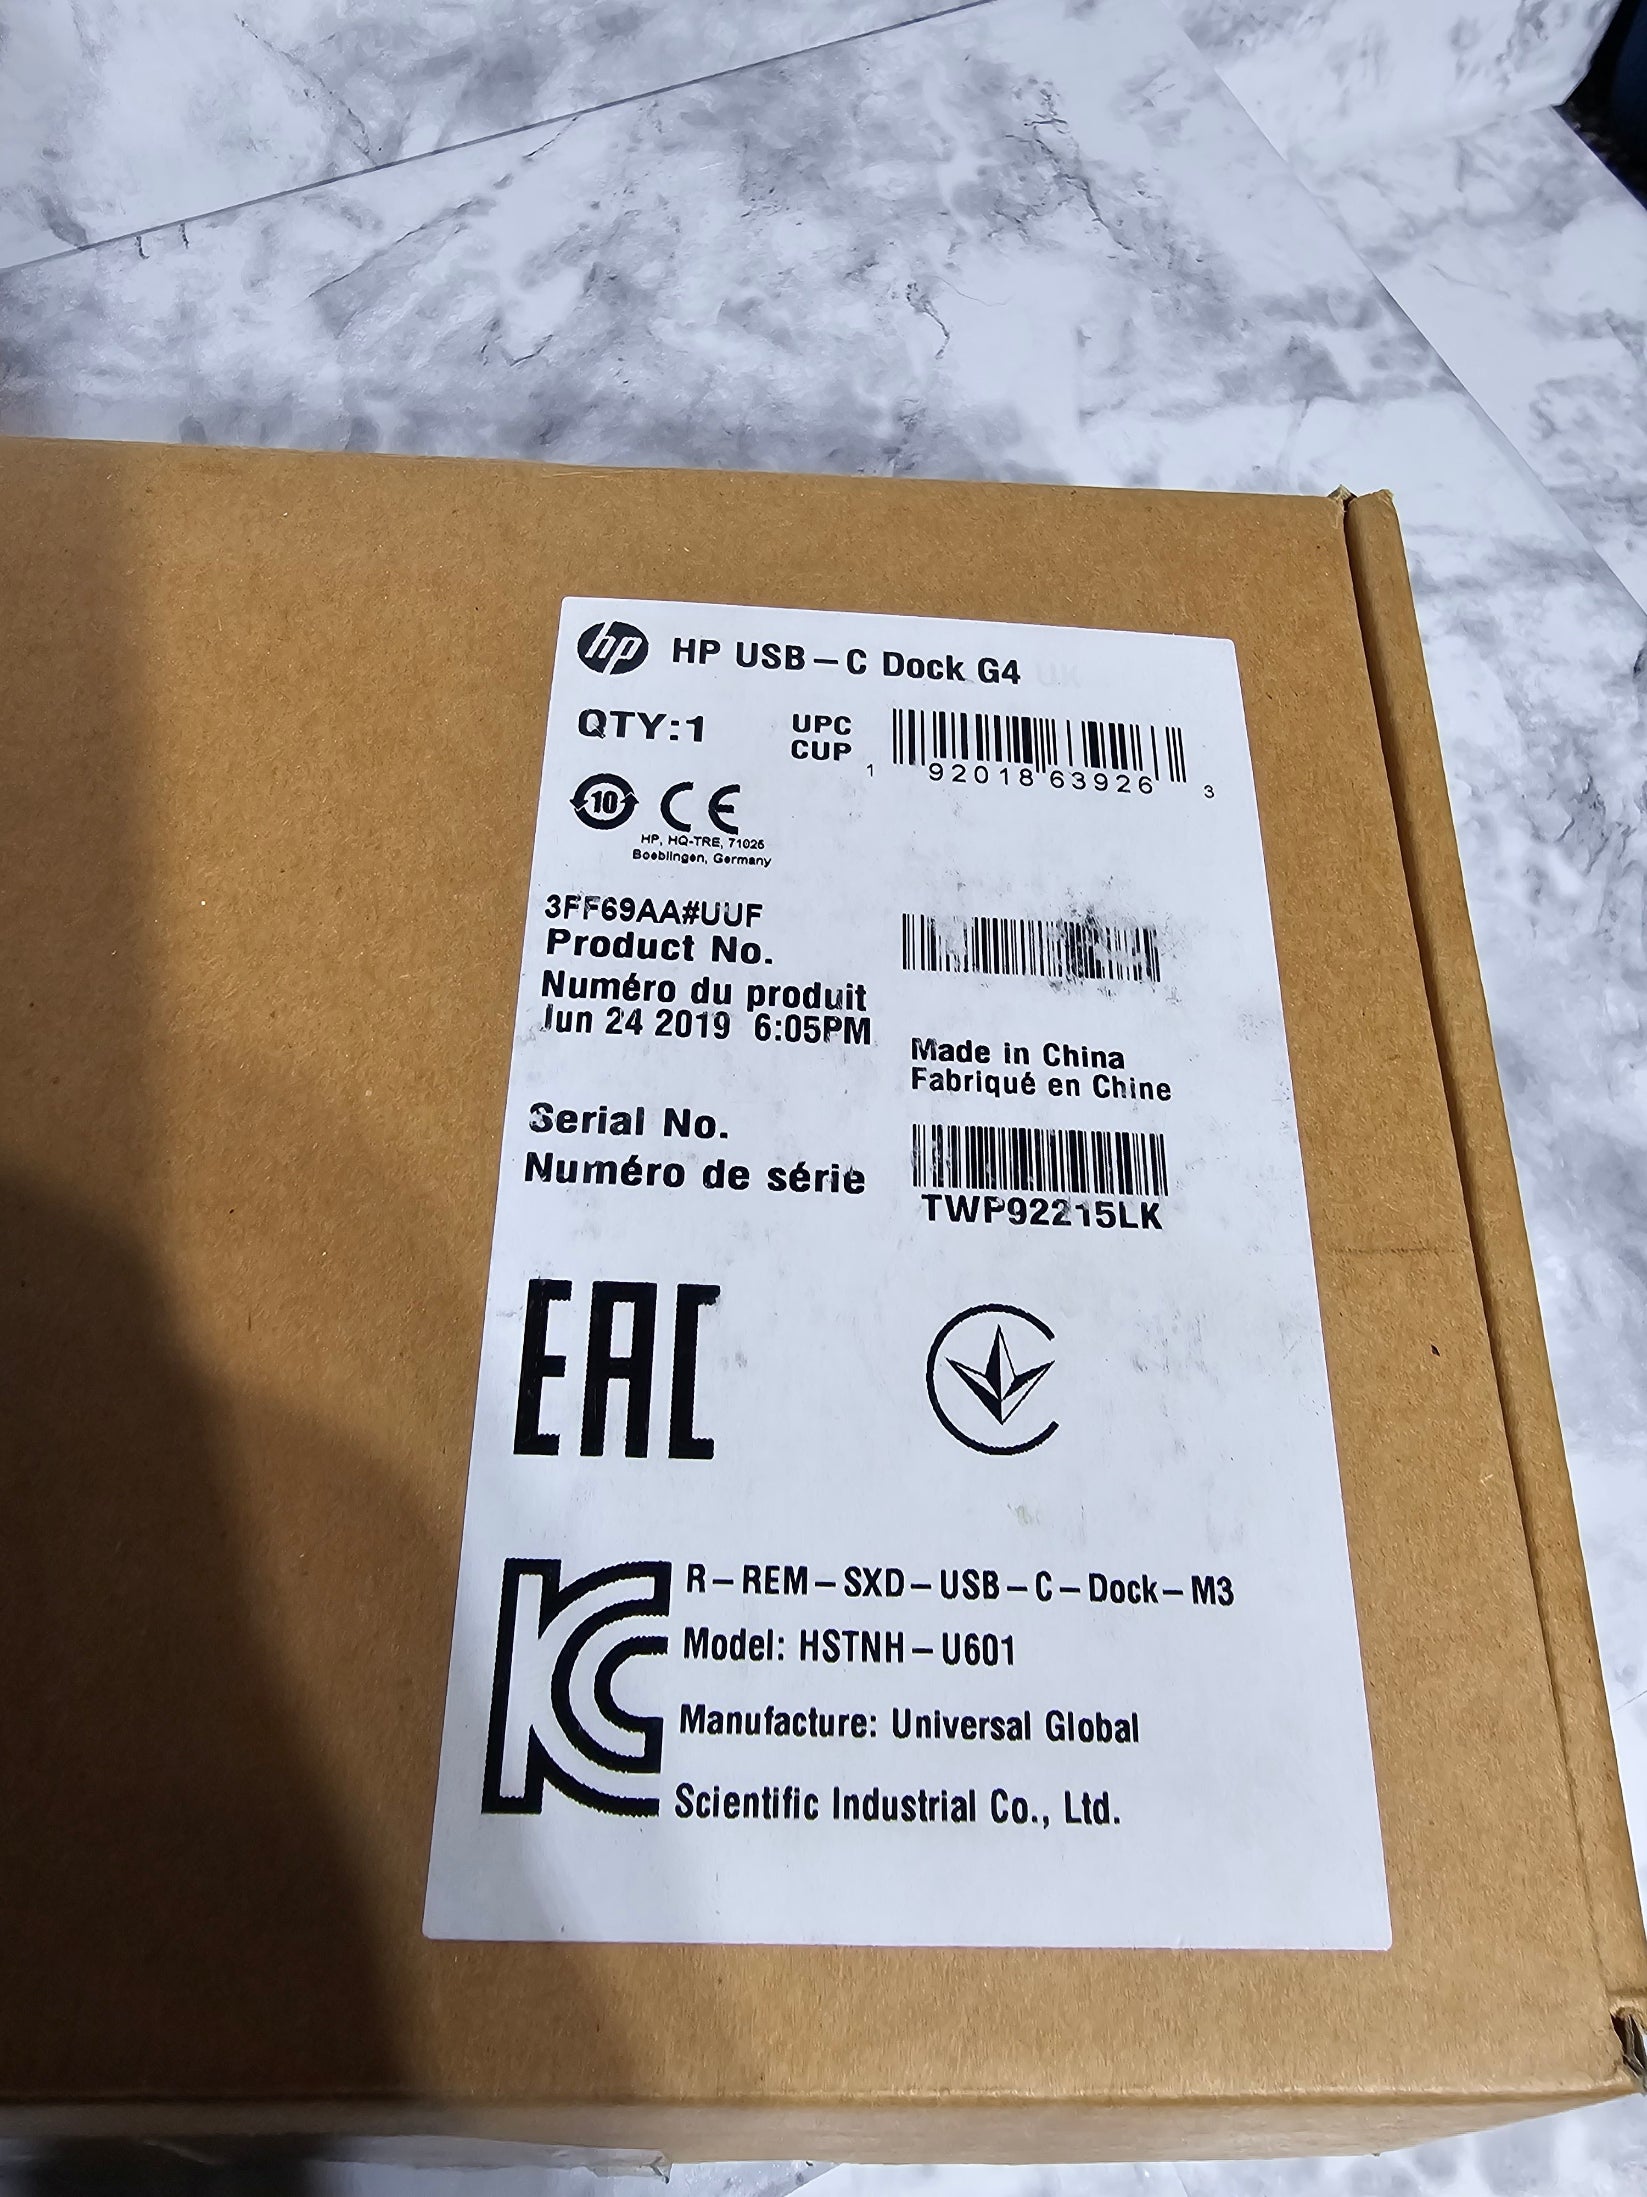 hp HP USB-C Dock G4
QTY:1 UPC
CUP 1 92018 63926 3
10 CE
HP, HQ-TRE, 71025
Boeblingen, Germany
3FF69AA#UUF
Product No.
Numéro du produit
Jun 24 2019 6:05PM
Made in China
Fabriqué en Chine
Serial No.
Numéro de série
TWP92215LK
EAC
KC R-REM-SXD-USB-C-Dock-M3
Model: HSTNH-U601
Manufacture: Universal Global
Scientific Industrial Co., Ltd.